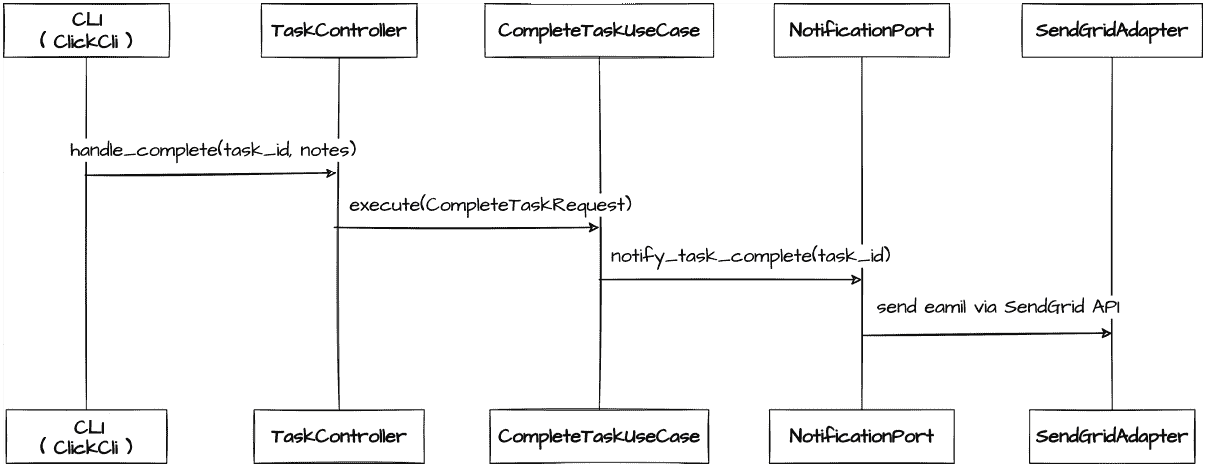 CLI
( ClickCli )
TaskController
CompleteTaskUseCase
NotificationPort
SendGridAdapter
handle_complete(task_id, notes)
execute(CompleteTaskRequest)
notify_task_complete(task_id)
send eamil via SendGrid API
CLI
( ClickCli )
TaskController
CompleteTaskUseCase
NotificationPort
SendGridAdapter